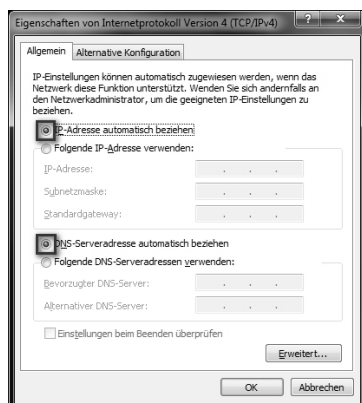 Eigenschaften von Internetprotokoll Version 4 (TCP/IPv4)
Allgemein
Alternative Konfiguration
IP-Einstellungen können automatisch zugewiesen werden, wenn das
Netzwerk diese Funktion unterstützt. Wenden Sie sich andernfalls an
den Netzwerkadministrator, um die geeigneten IP-Einstellungen zu
beziehen.
IP-Adresse automatisch beziehen
Folgende IP-Adresse verwenden:
IP-Adresse:
Subnetzmaske:
Standardgateway:
DNS-Serveradresse automatisch beziehen
Folgende DNS-Serveradressen verwenden:
Bevorzugter DNS-Server:
Alternativer DNS-Server:
Einstellungen beim Beenden überprüfen
Erweitert...
OK
Abbrechen